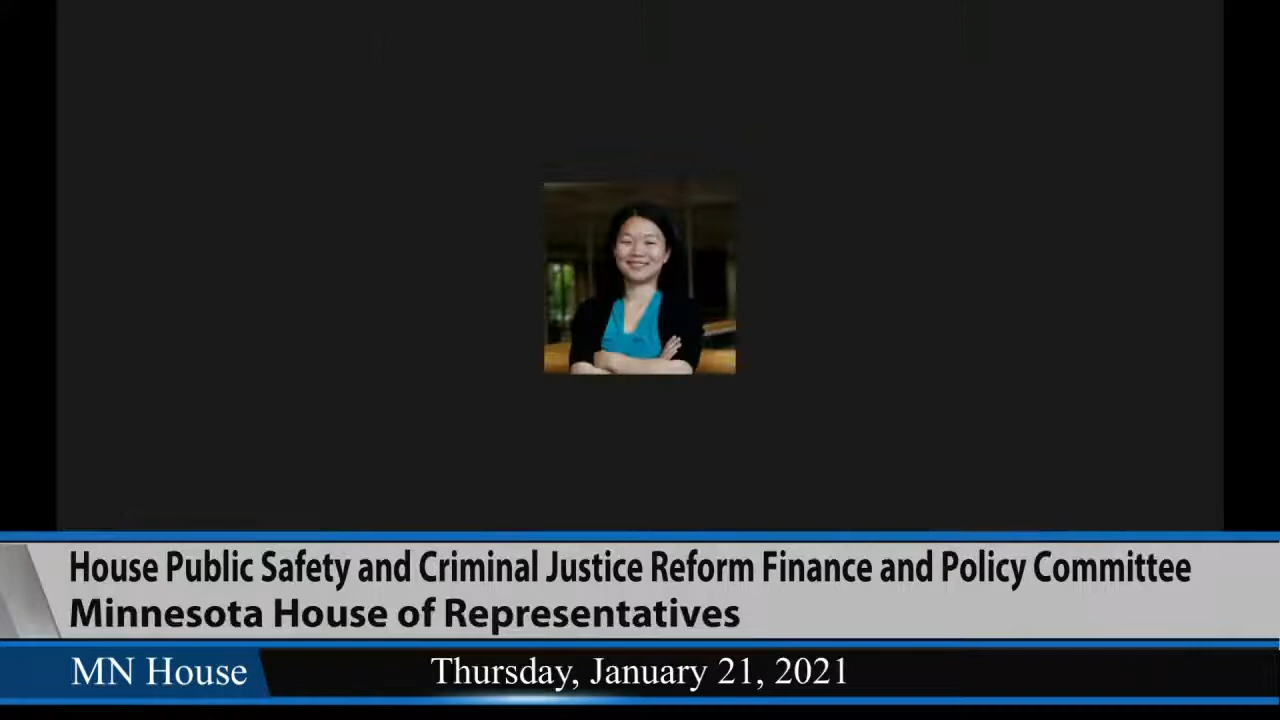 House Public Safety and Criminal Justice Reform Finance and Policy Committee
Minnesota House of Representatives
MN House
Thursday, January 21, 2021